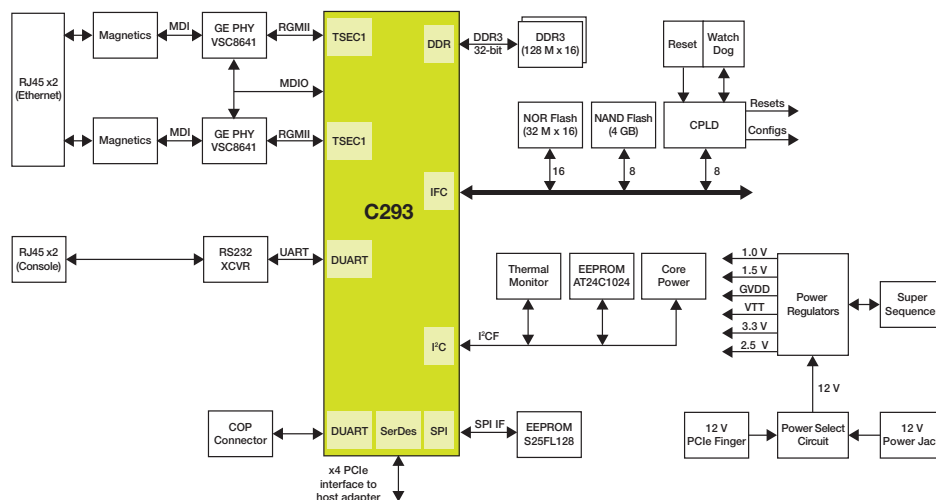 RJ45 x2
(Ethernet)
Magnetics
MDI
GE PHY
VSC8641
RGMII
TSEC1
MDIO
Magnetics
MDI
GE PHY
VSC8641
RGMII
TSEC1
C293
RJ45 x2
(Console)
RS232
XCVR
UART
DUART
COP
Connector
DUART
SerDes
SPI
x4 PCIe
interface to
host adapter
DDR
DDR3
32-bit
DDR3
(128 M x 16)
Reset
Watch
Dog
NOR Flash
(32 M x 16)
NAND Flash
(4 GB)
CPLD
Resets
Configs
16
8
8
IFC
Thermal
Monitor
EEPROM
AT24C1024
Core
Power
I²C
I²CF
SPI IF
EEPROM
S25FL128
1.0 V
1.5 V
GVDD
VTT
3.3 V
2.5 V
Power
Regulators
Super
Sequence
12 V
12 V
PCIe Finger
Power Select
Circuit
12 V
Power Jac